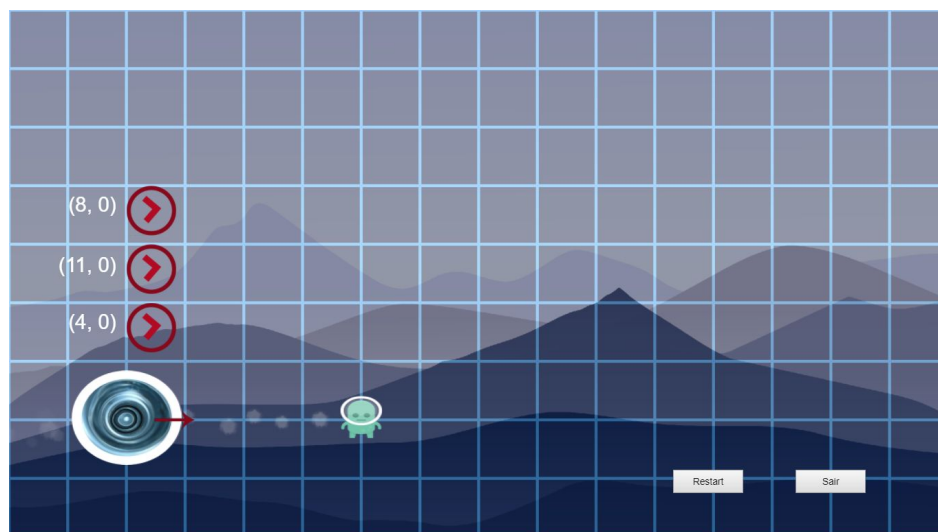 (8, 0)
(11, 0)
(4, 0)
Restart
Sair